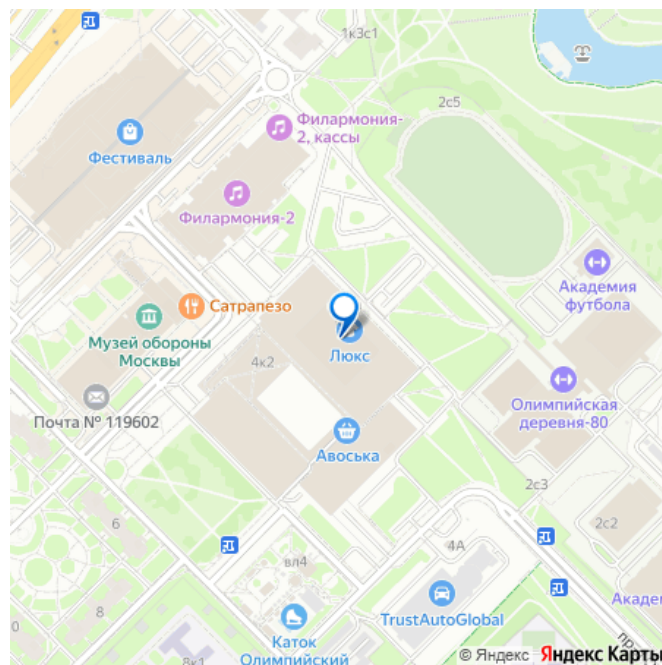 1к3с1
2с5
Филармония-
2, кассы
Фестиваль
Филармония-2
Академия
футбола
Сатрапезо
Музей обороны
Москвы
Люкс
4к2
Олимпийская
деревня-80
Почта № 119602
Авоська
2с3
6
2с2
4А
вл4
8
TrustAutoGlobal
Каток
Олимпийский
8к1
© Яндекс Яндекс Карты